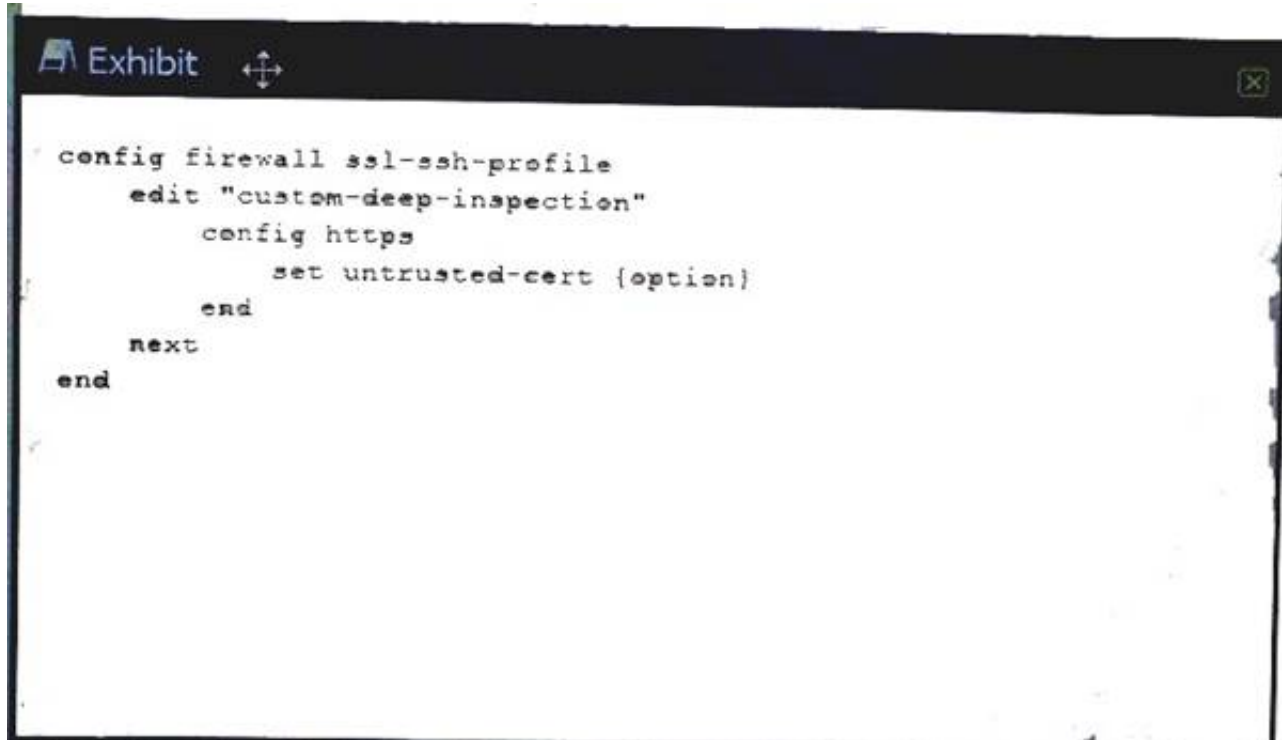 Exhibit
config firewall ssl-ssh-profile
edit "custom-deep-inspection"
config https
set untrusted-cert {option}
end
next
end